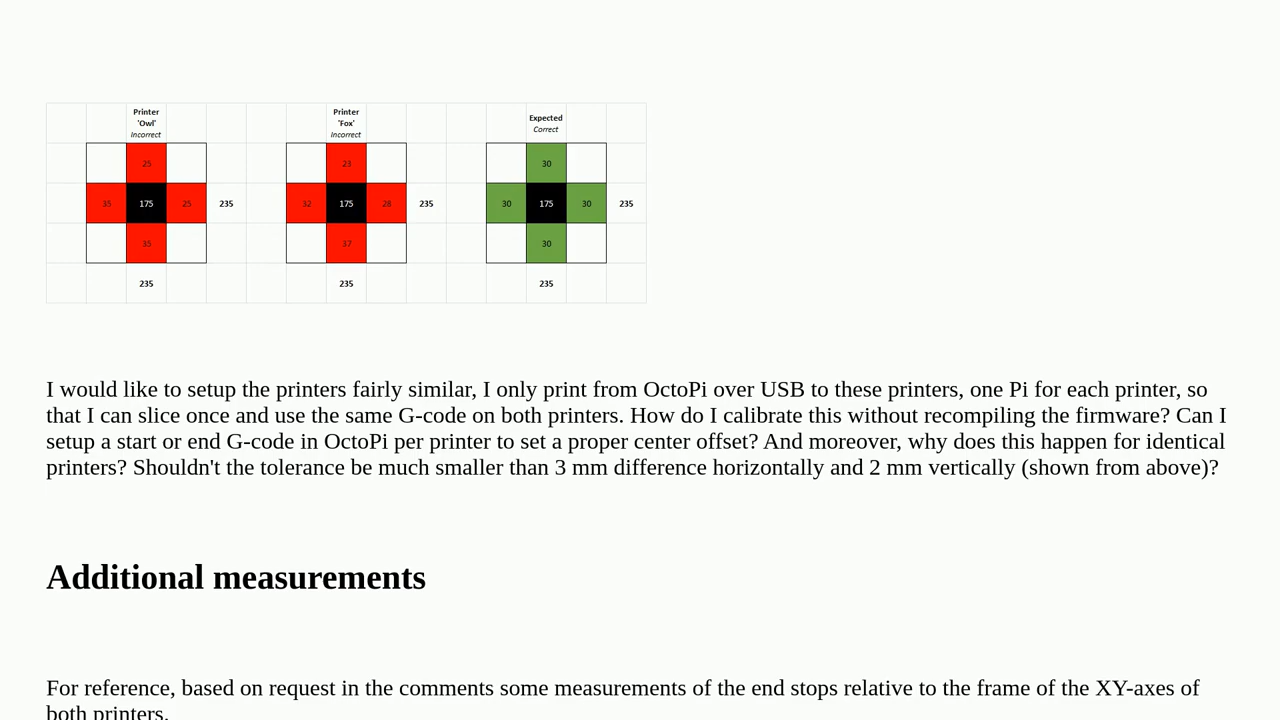 Printer Printer
'Owl' 'Fox' Expected
Incorrect Incorrect Correct
25 23 30
35 175 25 235 32 175 28 235 30 175 30 235
35 37 30
235 235 235
I would like to setup the printers fairly similar, I only print from OctoPi over USB to these printers, one Pi for each printer, so
that I can slice once and use the same G-code on both printers. How do I calibrate this without recompiling the firmware? Can I
setup a start or end G-code in OctoPi per printer to set a proper center offset? And moreover, why does this happen for identical
printers? Shouldn't the tolerance be much smaller than 3 mm difference horizontally and 2 mm vertically (shown from above)?
Additional measurements
For reference, based on request in the comments some measurements of the end stops relative to the frame of the XY-axes of
both printers.